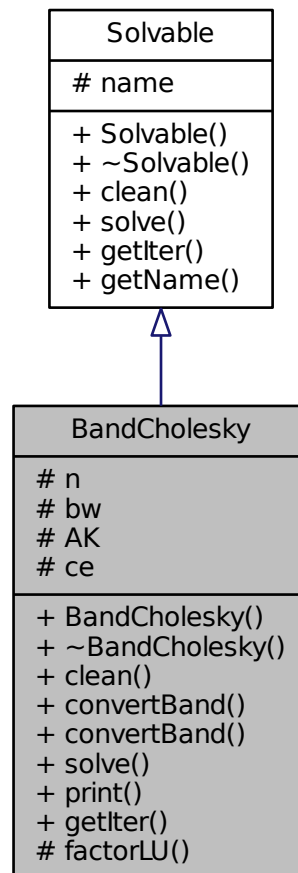 Solvable
# name
+ Solvable()
+ ~Solvable()
+ clean()
+ solve()
+ getIter()
+ getName()
BandCholesky
# n
# bw
# AK
# ce
+ BandCholesky()
+ ~BandCholesky()
+ clean()
+ convertBand()
+ convertBand()
+ solve()
+ print()
+ getIter()
# factorLU()